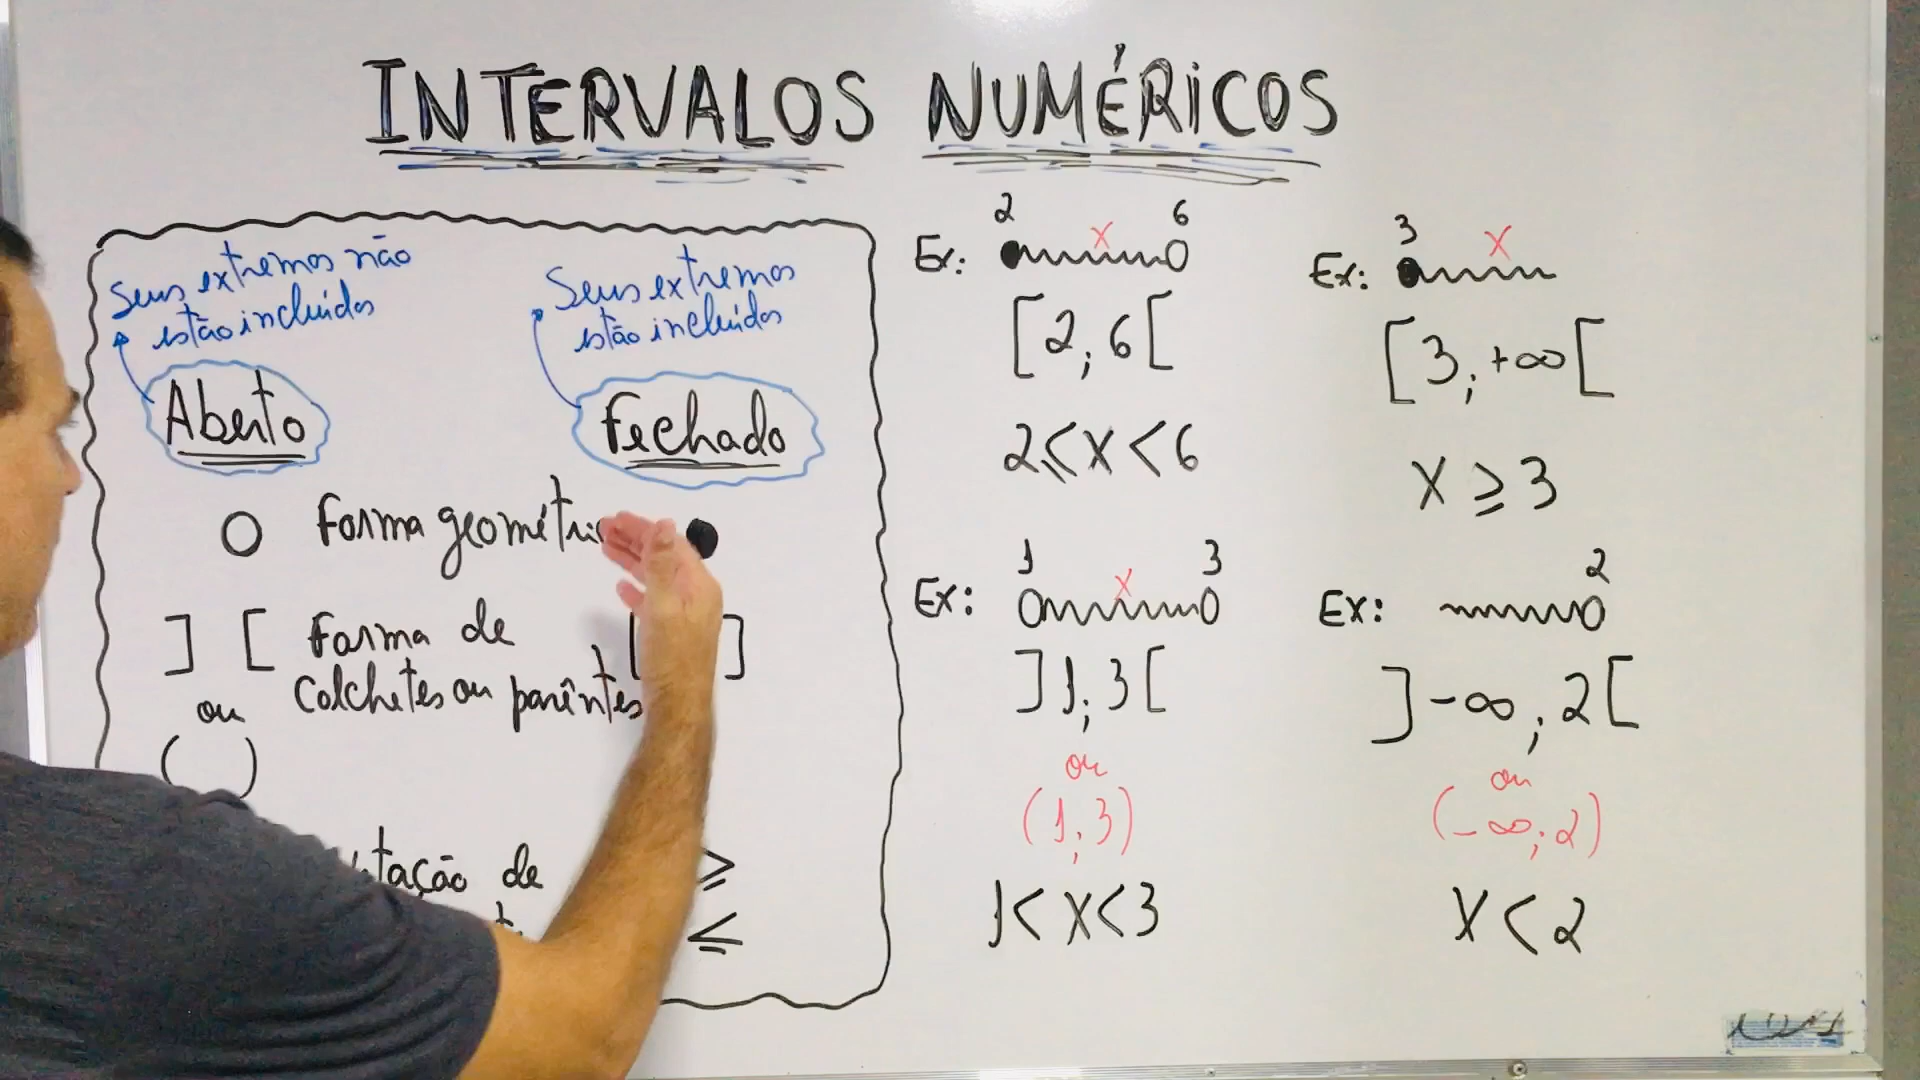 INTERVALOS NUMÉRICOS
Seus extremos não
estão incluídos
Seus extremos
estão incluídos
Aberto
Fechado
Forma geométri
] [ Forma de [ ]
colchetes ou parêntes
ou
( )
tação de ≥
≤
2 6
x
Ex:
[2; 6[
2 ≤ x < 6
3
x
Ex:
[3; +∞[
x ≥ 3
1 3
x
Ex:
]1; 3[
ou
(1; 3)
1 < x < 3
2
Ex:
]-∞; 2[
ou
(-∞; 2)
x < 2